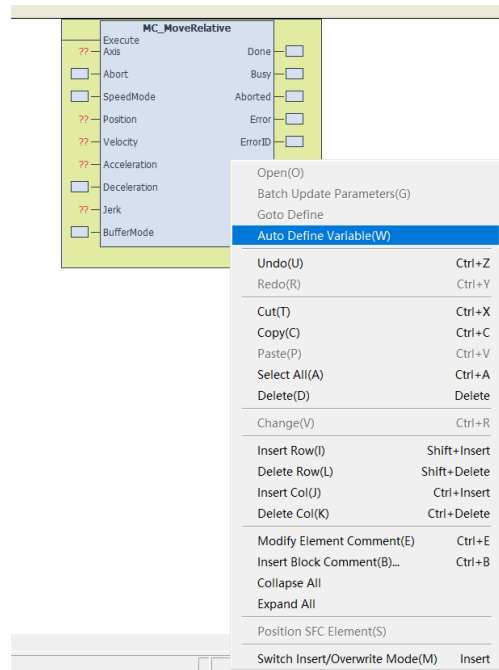 MC_MoveRelative
Execute
?? Axis Done
Abort Busy
SpeedMode Aborted
?? Position Error
?? Velocity ErrorID
?? Acceleration
Deceleration
?? Jerk
BufferMode
Open(O)
Batch Update Parameters(G)
Goto Define
Auto Define Variable(W)
Undo(U) Ctrl+Z
Redo(R) Ctrl+Y
Cut(T) Ctrl+X
Copy(C) Ctrl+C
Paste(P) Ctrl+V
Select All(A) Ctrl+A
Delete(D) Delete
Change(V) Ctrl+R
Insert Row(I) Shift+Insert
Delete Row(L) Shift+Delete
Insert Col(J) Ctrl+Insert
Delete Col(K) Ctrl+Delete
Modify Element Comment(E) Ctrl+E
Insert Block Comment(B)... Ctrl+B
Collapse All
Expand All
Position SFC Element(S)
Switch Insert/Overwrite Mode(M) Insert